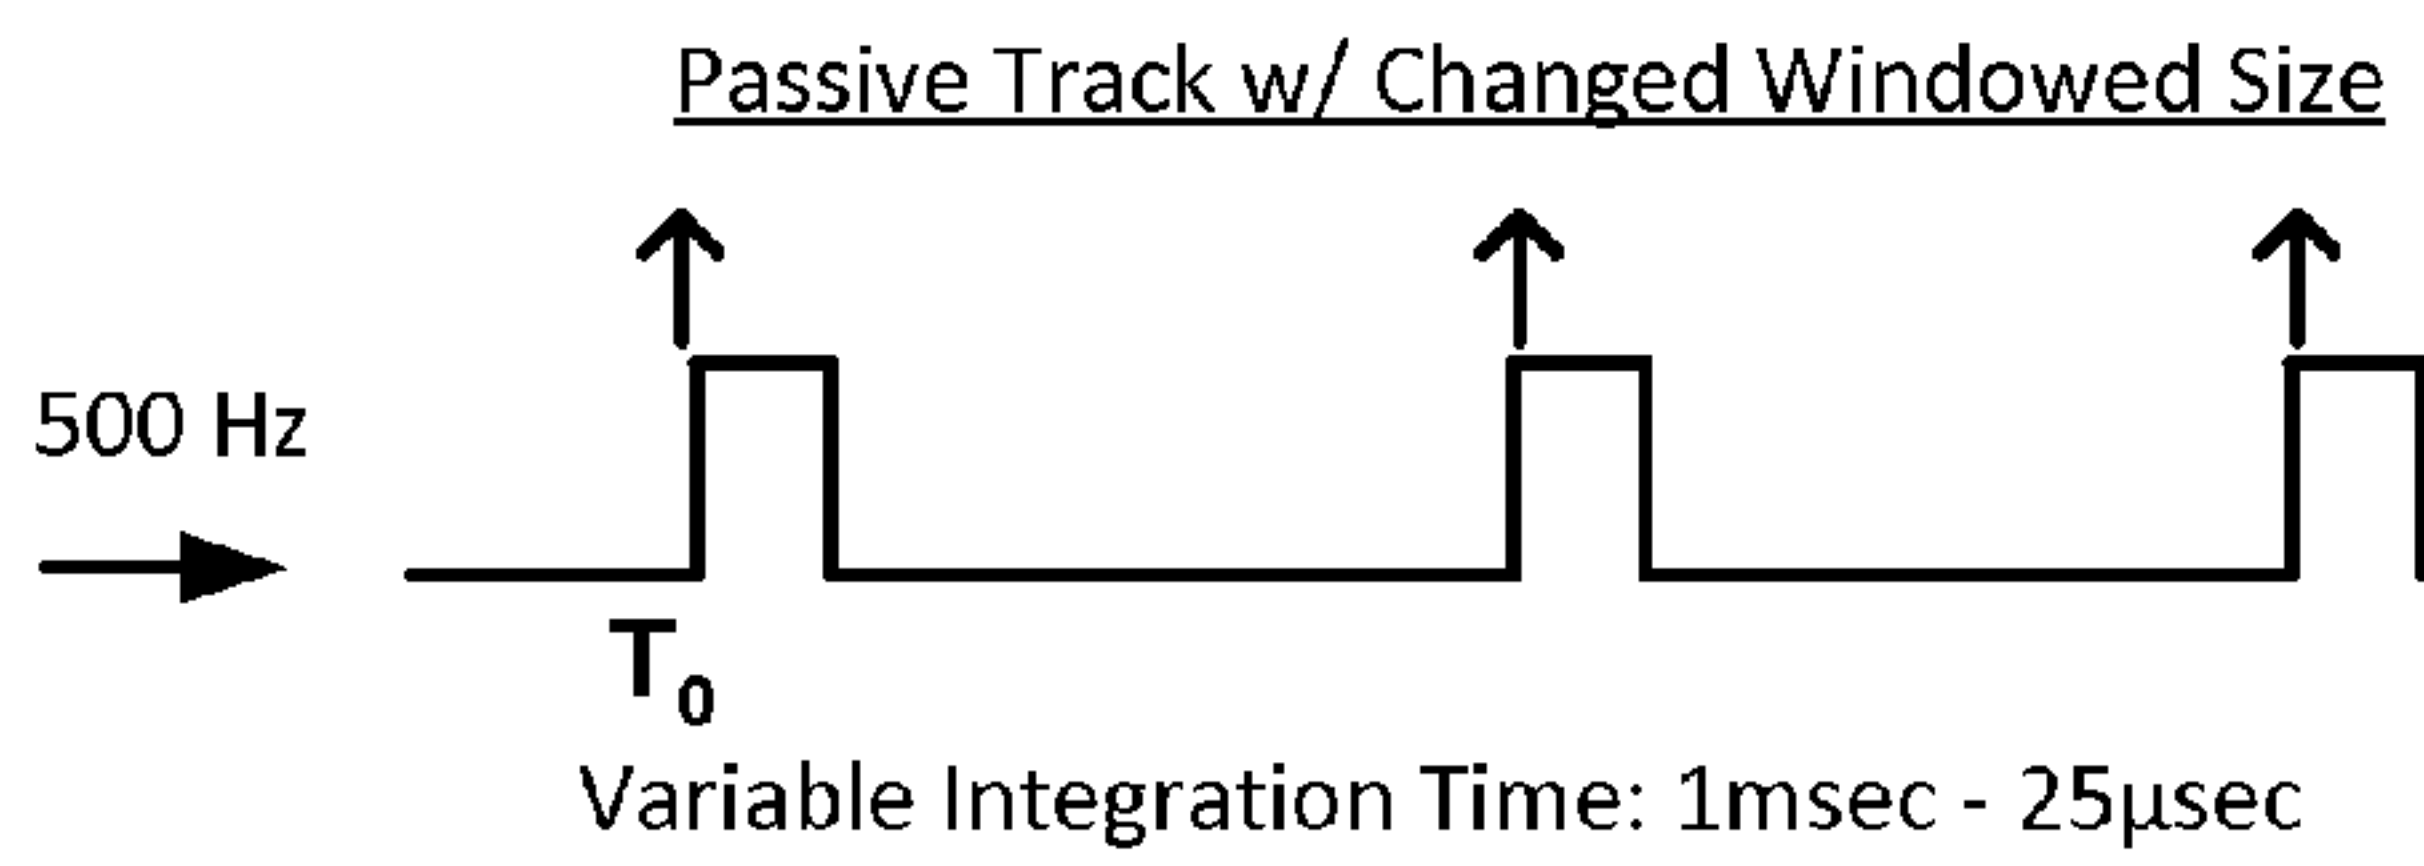 Passive Track w/ Changed Windowed Size
500 Hz
T₀
Variable Integration Time: 1msec - 25µsec